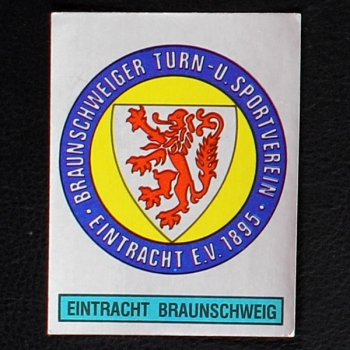 BRAUNSCHWEIGER TURN-U. SPORTVEREIN
· EINTRACHT E.V. 1895 ·
EINTRACHT BRAUNSCHWEIG